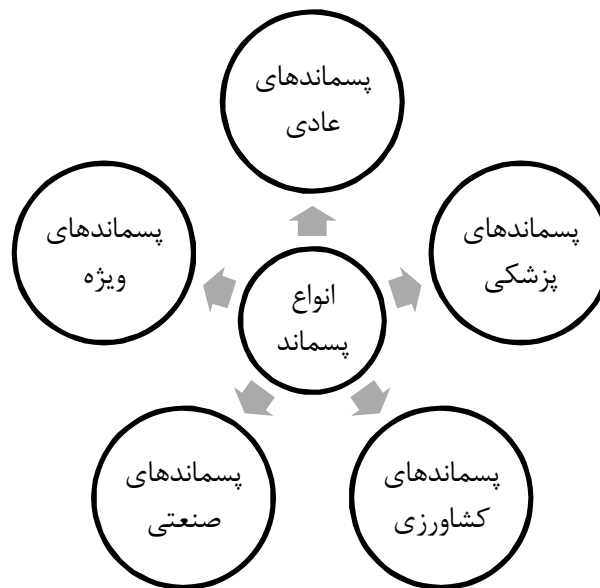 پسماندهای
عادی
پسماندهای
پزشکی
پسماندهای
ویژه
انواع
پسماند
پسماندهای
کشاورزی
پسماندهای
صنعتی